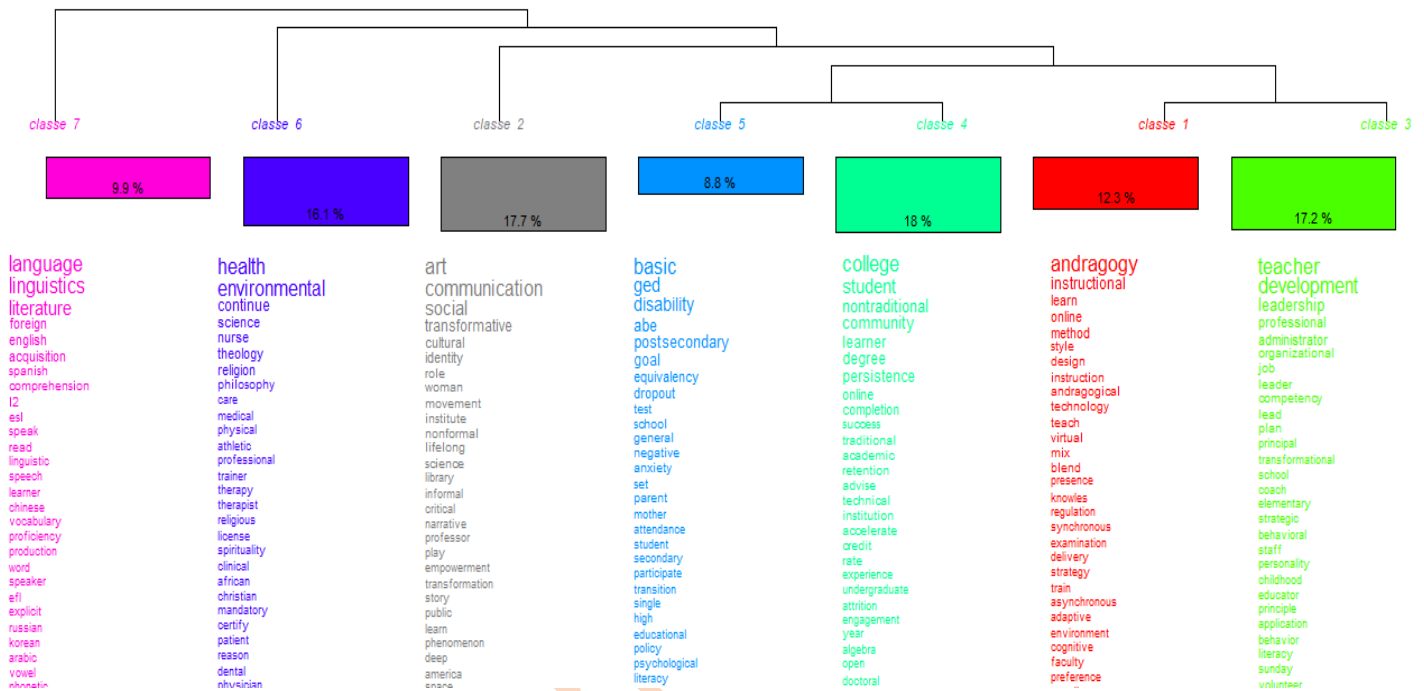 classe 7
classe 6
classe 2
classe 5
classe 4
classe 1
classe 3
9.9 %
16.1 %
17.7 %
8.8 %
18 %
12.3 %
17.2 %
language
linguistics
literature
foreign
english
acquisition
spanish
comprehension
l2
esl
speak
read
linguistic
speech
learner
chinese
vocabulary
proficiency
production
word
speaker
efl
explicit
russian
korean
arabic
vowel
phonetic
health
environmental
continue
science
nurse
theology
religion
philosophy
care
medical
physical
athletic
professional
trainer
therapy
therapist
religious
license
spirituality
clinical
african
christian
mandatory
certify
patient
reason
dental
physician
art
communication
social
transformative
cultural
identity
role
woman
movement
institute
nonformal
lifelong
science
library
informal
critical
narrative
professor
play
empowerment
transformation
story
public
learn
phenomenon
deep
america
space
basic
ged
disability
abe
postsecondary
goal
equivalency
dropout
test
school
general
negative
anxiety
set
parent
mother
attendance
student
secondary
participate
transition
single
high
educational
policy
psychological
literacy
college
student
nontraditional
community
learner
degree
persistence
online
completion
success
traditional
academic
retention
advise
technical
institution
accelerate
credit
rate
experience
undergraduate
attrition
engagement
year
algebra
open
doctoral
andragogy
instructional
learn
online
method
style
design
instruction
andragogical
technology
teach
virtual
mix
blend
presence
knowles
regulation
synchronous
examination
delivery
strategy
train
asynchronous
adaptive
environment
cognitive
faculty
preference
teacher
development
leadership
professional
administrator
organizational
job
leader
competency
lead
plan
principal
transformational
school
coach
elementary
strategic
behavioral
staff
personality
childhood
educator
principle
application
behavior
literacy
sunday
volunteer